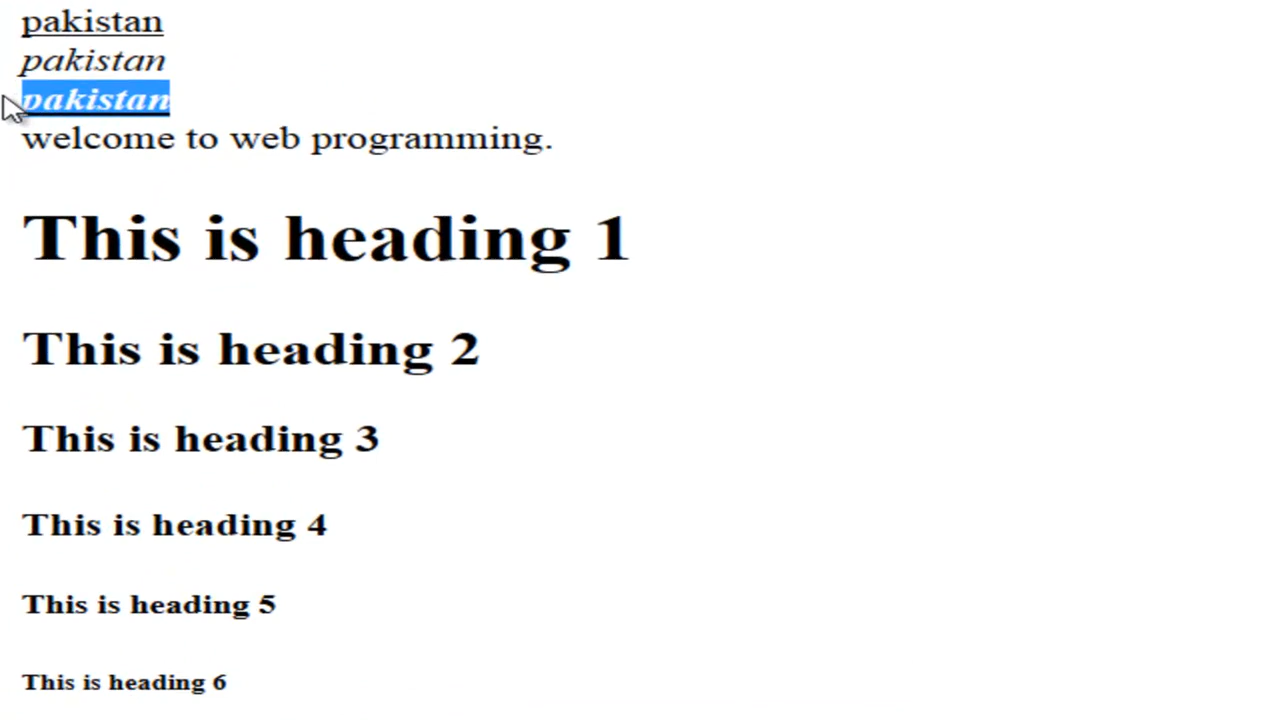 pakistan
pakistan
pakistan
welcome to web programming.
This is heading 1
This is heading 2
This is heading 3
This is heading 4
This is heading 5
This is heading 6